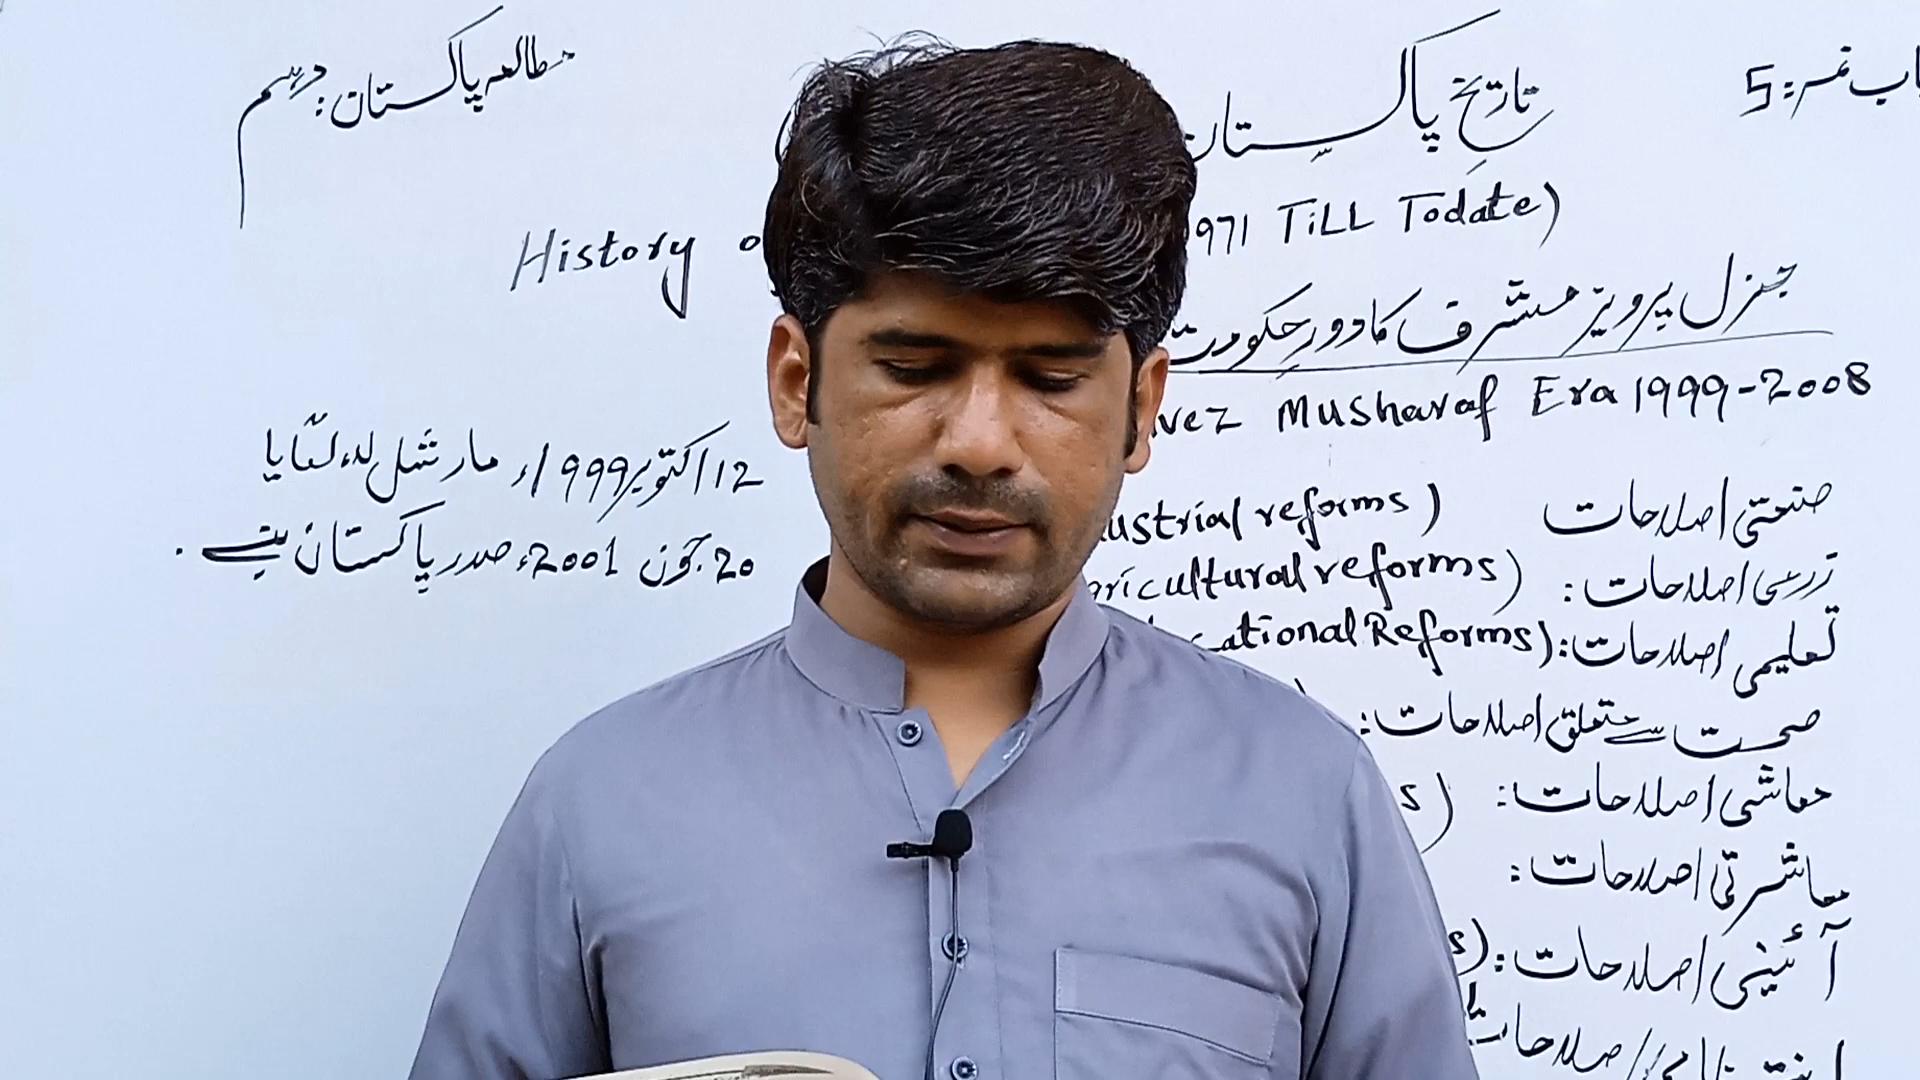 باب نمبر: 5
تاریخِ پاکستان
مطالعہ پاکستان: دہم
History o 1971 Till Todate)
جنرل پرویز مشرف کا دورِ حکومت
vez Musharaf Era 1999-2008
12 اکتوبر 1999ء مارشل لاء لگایا
20 جون 2001ء صدر پاکستان بنے۔
صنعتی اصلاحات ustrial reforms)
زرعی اصلاحات: gricultural reforms)
تعلیمی اصلاحات: cational Reforms)
صحت سے متعلق اصلاحات:
معاشی اصلاحات: s)
معاشرتی اصلاحات:
آئینی اصلاحات: s)
اصلاحات